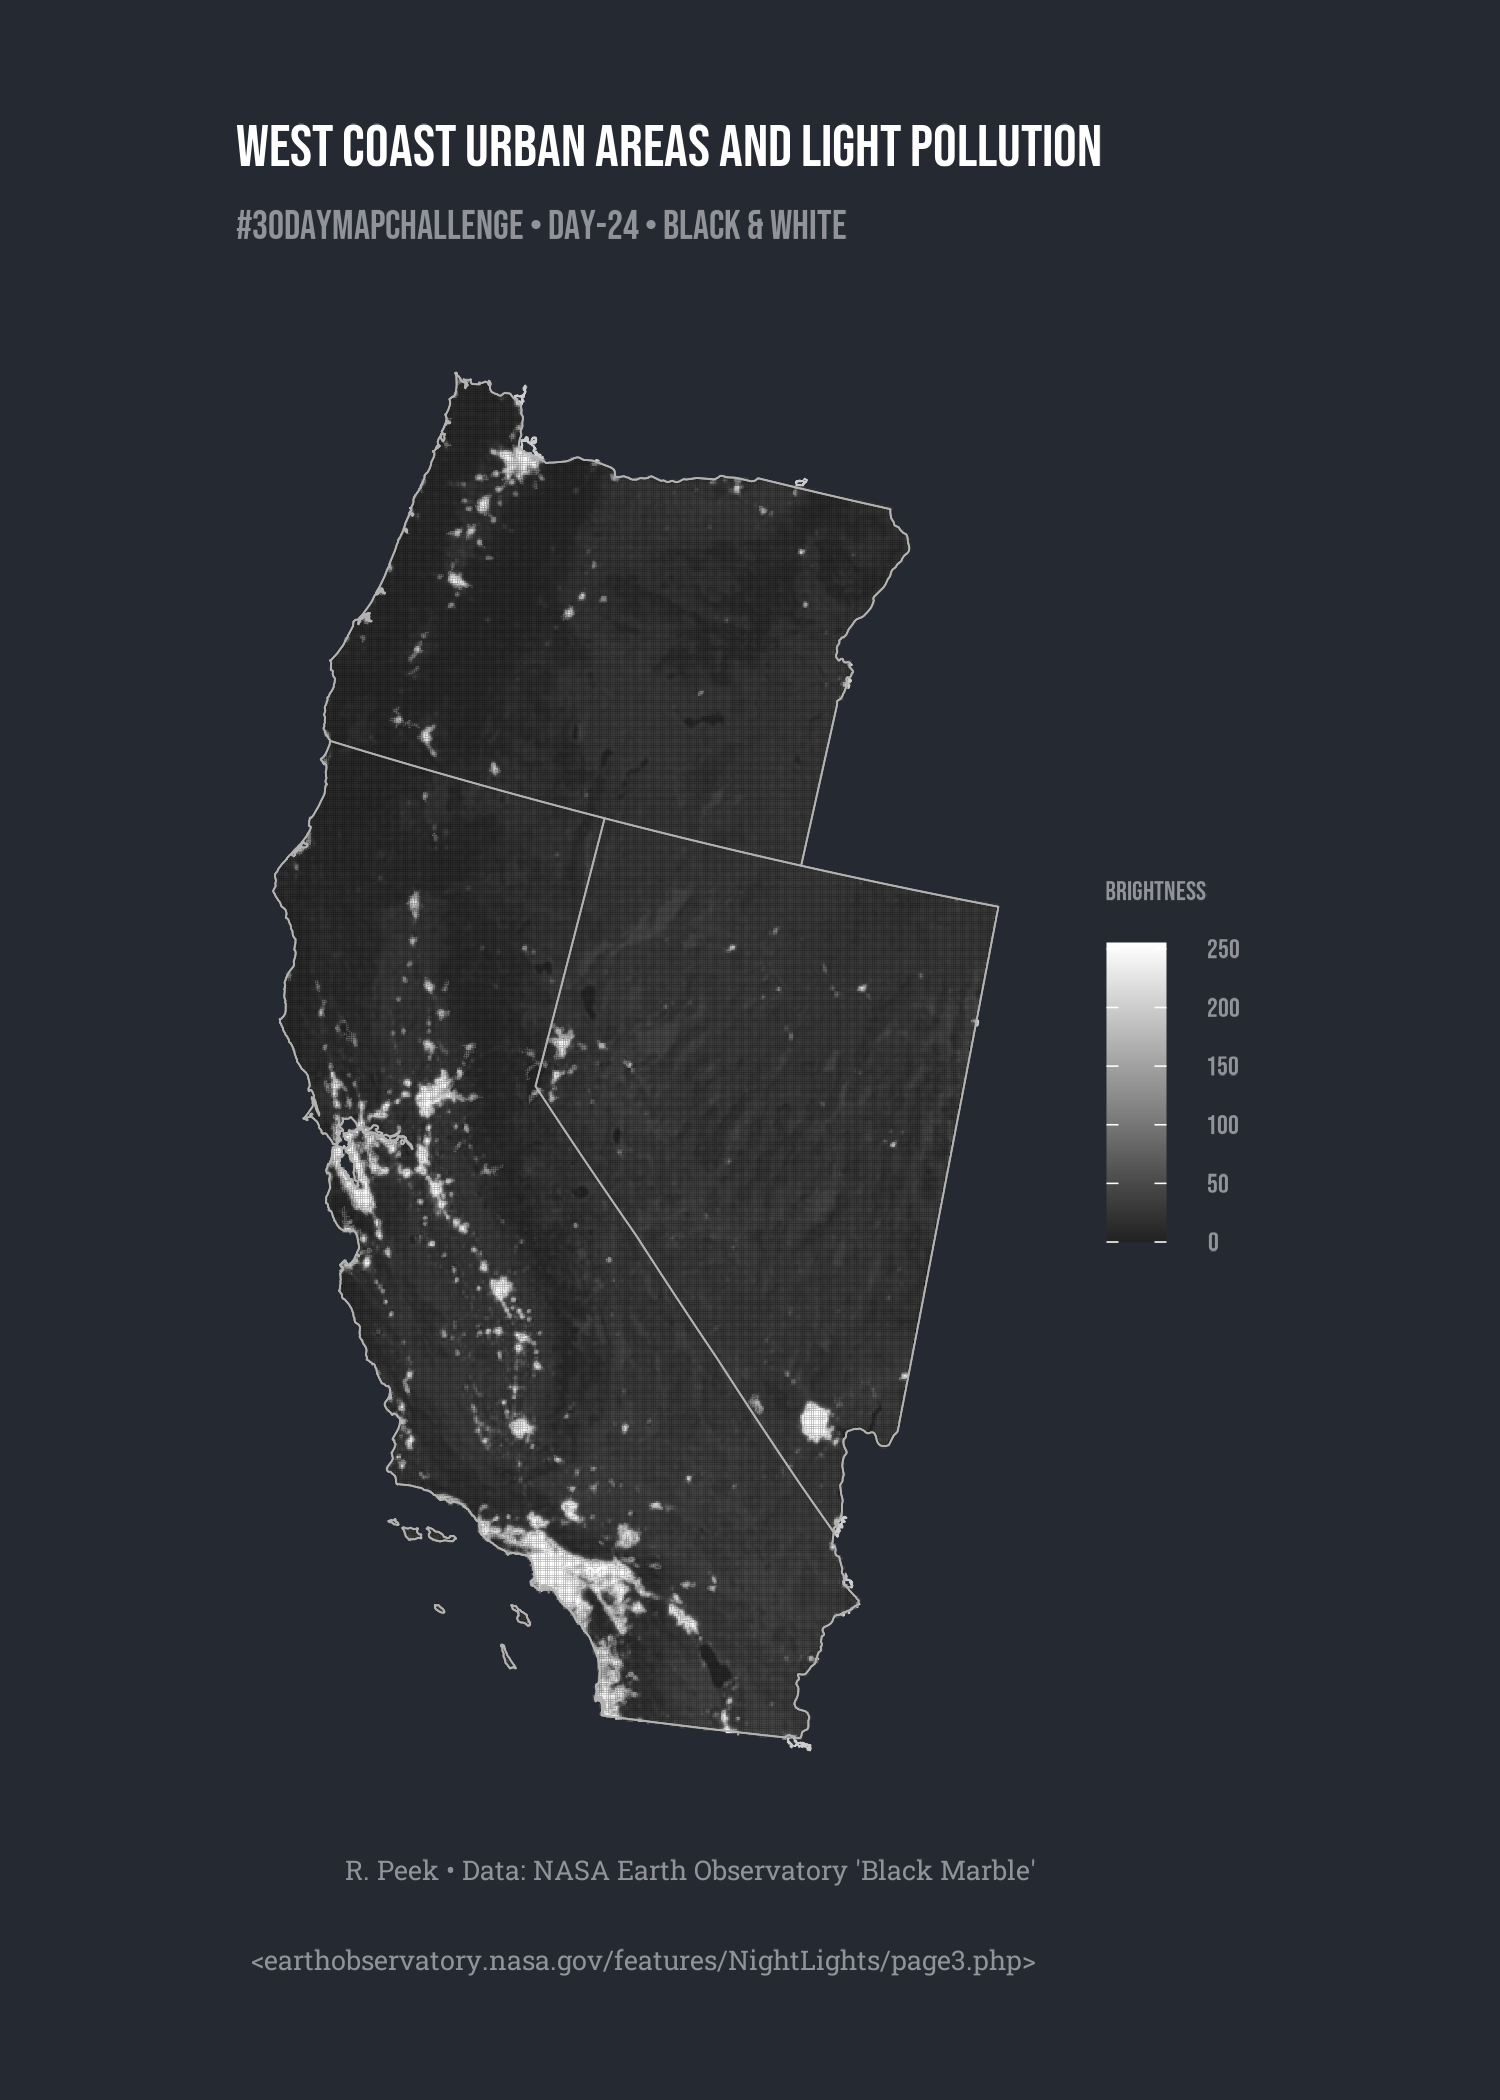 WEST COAST URBAN AREAS AND LIGHT POLLUTION
#30DAYMAPCHALLENGE • DAY-24 • BLACK & WHITE
BRIGHTNESS
250
200
150
100
50
0
R. Peek • Data: NASA Earth Observatory 'Black Marble'
<earthobservatory.nasa.gov/features/NightLights/page3.php>